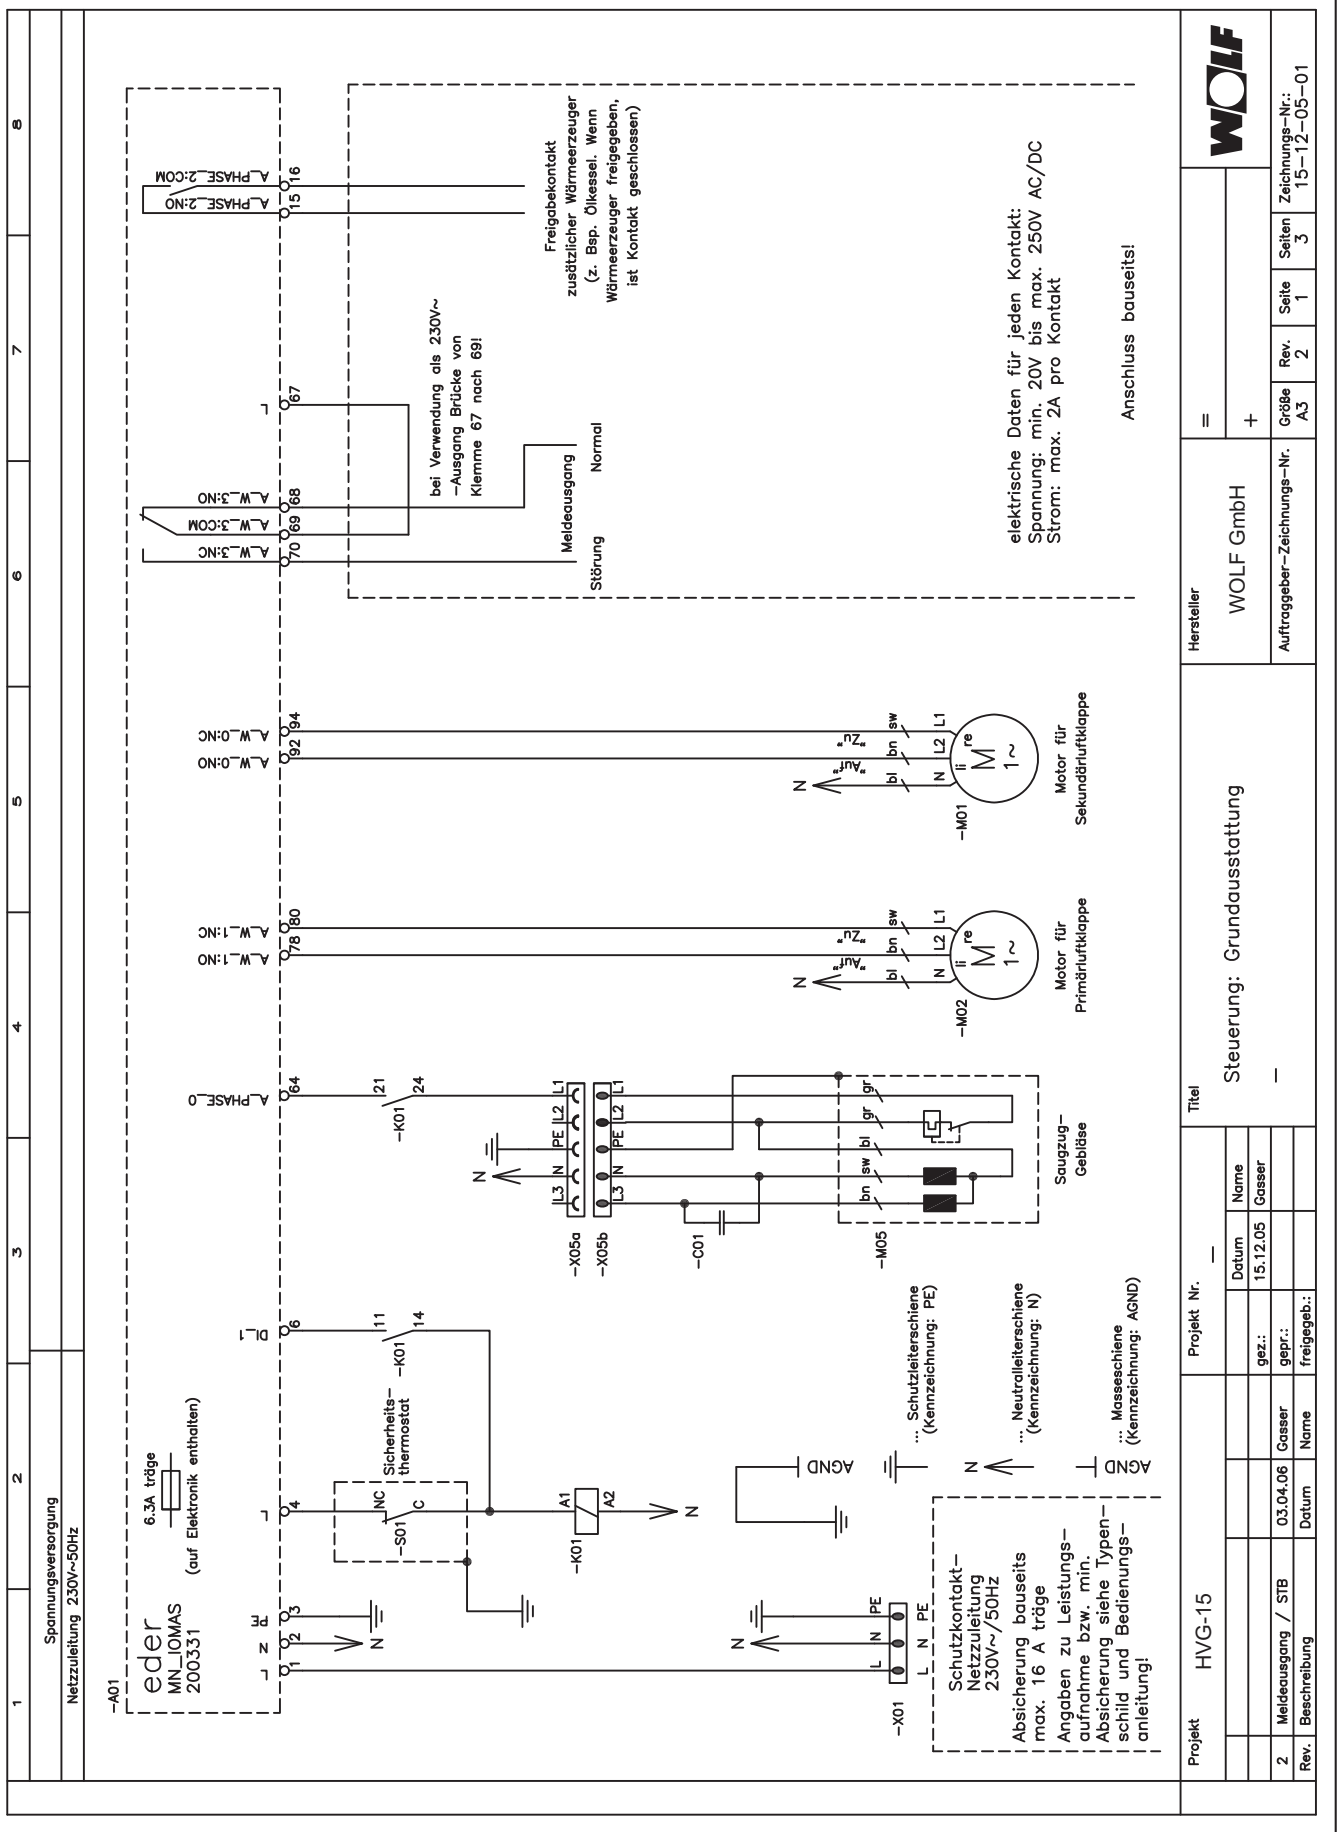 1
2
3
4
5
6
7
8
Spannungsversorgung
Netzzuleitung 230V~50Hz
-A01
eder
MN_IOMAS
200331
6.3A träge
(auf Elektronik enthalten)
L
N
PE
L
DI_1
A_PHASE_0
A_W_1:NO
A_W_1:NC
A_W_0:NO
A_W_0:NC
A_W_3:NC
A_W_3:COM
A_W_3:NO
L
A_PHASE_2:NO
A_PHASE_2:COM
1
2
3
4
6
64
78
80
92
94
70
69
68
67
15
16
N
Sicherheits-
thermostat
-S01
NC
C
-K01
11
14
-K01
21
24
-K01
A1
A2
N
N
-X05a
L3
N
PE
L2
L1
-X05b
L3
N
PE
L2
L1
-C01
-M05
bn
sw
bl
gr
gr
Saugzug-
Gebläse
N
"Auf"
"Zu"
bl
bn
sw
N
L2
L1
li
re
M
1~
-M02
Motor für
Primärluftklappe
N
"Auf"
"Zu"
bl
bn
sw
N
L2
L1
li
re
M
1~
-M01
Motor für
Sekundärluftklappe
bei Verwendung als 230V~
-Ausgang Brücke von
Klemme 67 nach 69!
Meldeausgang
Störung
Normal
Freigabekontakt
zusätzlicher Wärmeerzeuger
(z. Bsp. Ölkessel. Wenn
Wärmeerzeuger freigegeben,
ist Kontakt geschlossen)
elektrische Daten für jeden Kontakt:
Spannung: min. 20V bis max. 250V AC/DC
Strom: max. 2A pro Kontakt
Anschluss bauseits!
N
-X01
L
N
PE
L
N
PE
Schutzkontakt-
Netzzuleitung
230V~/50Hz
Absicherung bauseits
max. 16 A träge
Angaben zu Leistungs-
aufnahme bzw. min.
Absicherung siehe Typen-
schild und Bedienungs-
anleitung!
AGND
... Schutzleiterschiene
(Kennzeichnung: PE)
N
... Neutralleiterschiene
(Kennzeichnung: N)
AGND
... Masseschiene
(Kennzeichnung: AGND)
Projekt
HVG-15
Projekt Nr.
—
Titel
Steuerung: Grundausstattung
—
Hersteller
WOLF GmbH
=
+
WOLF
Datum
Name
gez.:
15.12.05
Gasser
gepr.:
freigegeb.:
2
Meldeausgang / STB
03.04.06
Gasser
Rev.
Beschreibung
Datum
Name
Auftraggeber-Zeichnungs-Nr.
Größe
A3
Rev.
2
Seite
1
Seiten
3
Zeichnungs-Nr.:
15-12-05-01